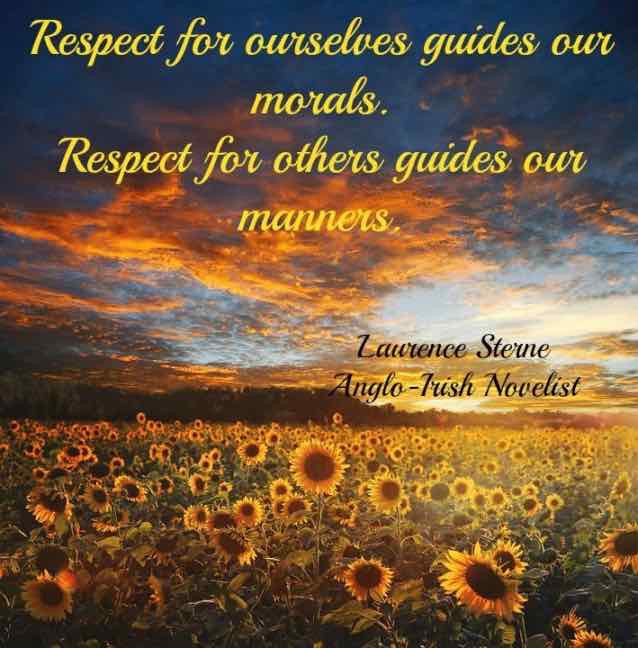 Respect for ourselves guides our
morals.
Respect for others guides our
manners.
Laurence Sterne
Anglo-Irish Novelist